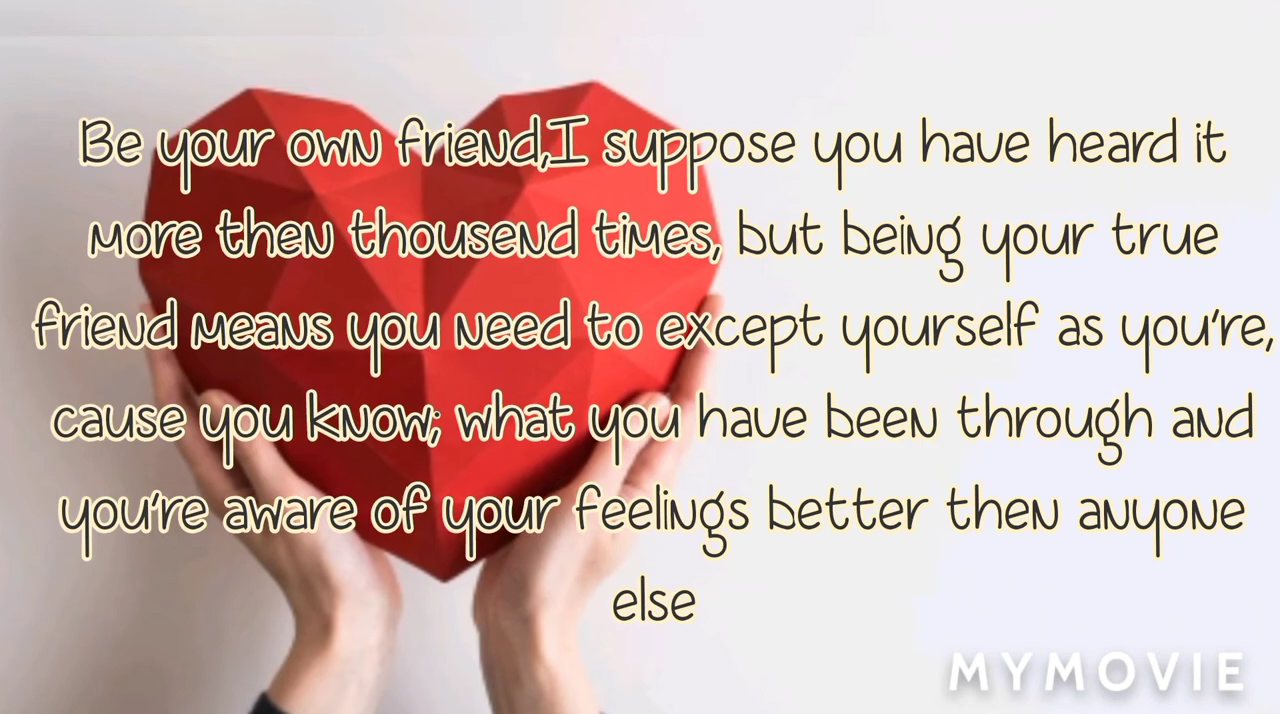 Be your own friend,I suppose you have heard it
more then thousend times, but being your true
friend means you need to except yourself as you're,
cause you know; what you have been through and
you're aware of your feelings better then anyone
else
MYMOVIE